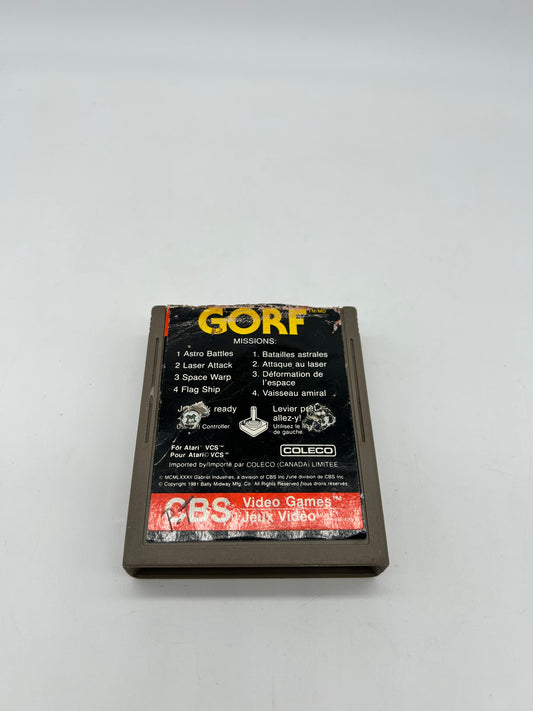 GORF
MISSIONS:
1 Astro Battles
2 Laser Attack
3 Space Warp
4 Flag Ship
1. Batailles astrales
2. Attaque au laser
3. Déformation de
l'espace
4. Vaisseau amiral
ready
Controller.
Levier
allez-y!
Utilisez le
de gauche.
For Atari VCS™
Pour Atari® VCS™
COLECO
Imported by/Importé par COLECO (CANADA) LIMITEE
© MCMLXXXII Gabriel Industries, a division of CBS Inc./une division de CBS Inc
© Copyright 1981 Bally Midway Mfg. Co. All Rights Reserved/Tous droits réservés
CBS Video Games™
Jeux Vidéo